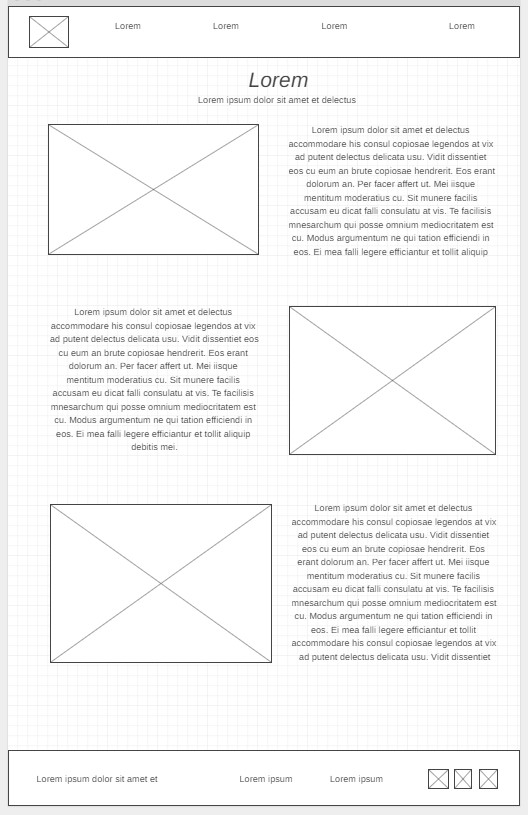 Lorem Lorem Lorem Lorem
Lorem
Lorem ipsum dolor sit amet et delectus
Lorem ipsum dolor sit amet et delectus
accommodare his consul copiosae legendos at vix
ad putent delectus delicata usu. Vidit dissentiet
eos cu eum an brute copiosae hendrerit. Eos erant
dolorum an. Per facer affert ut. Mei iisque
mentitum moderatius cu. Sit munere facilis
accusam eu dicat falli consulatu at vis. Te facilisis
mnesarchum qui posse omnium mediocritatem est
cu. Modus argumentum ne qui tation efficiendi in
eos. Ei mea falli legere efficiantur et tollit aliquip
Lorem ipsum dolor sit amet et delectus
accommodare his consul copiosae legendos at vix
ad putent delectus delicata usu. Vidit dissentiet eos
cu eum an brute copiosae hendrerit. Eos erant
dolorum an. Per facer affert ut. Mei iisque
mentitum moderatius cu. Sit munere facilis
accusam eu dicat falli consulatu at vis. Te facilisis
mnesarchum qui posse omnium mediocritatem est
cu. Modus argumentum ne qui tation efficiendi in
eos. Ei mea falli legere efficiantur et tollit aliquip
debitis mei.
Lorem ipsum dolor sit amet et delectus
accommodare his consul copiosae legendos at vix
ad putent delectus delicata usu. Vidit dissentiet
eos cu eum an brute copiosae hendrerit. Eos
erant dolorum an. Per facer affert ut. Mei iisque
mentitum moderatius cu. Sit munere facilis
accusam eu dicat falli consulatu at vis. Te facilisis
mnesarchum qui posse omnium mediocritatem est
cu. Modus argumentum ne qui tation efficiendi in
eos. Ei mea falli legere efficiantur et tollit
accommodare his consul copiosae legendos at vix
ad putent delectus delicata usu. Vidit dissentiet
Lorem ipsum dolor sit amet et Lorem ipsum Lorem ipsum